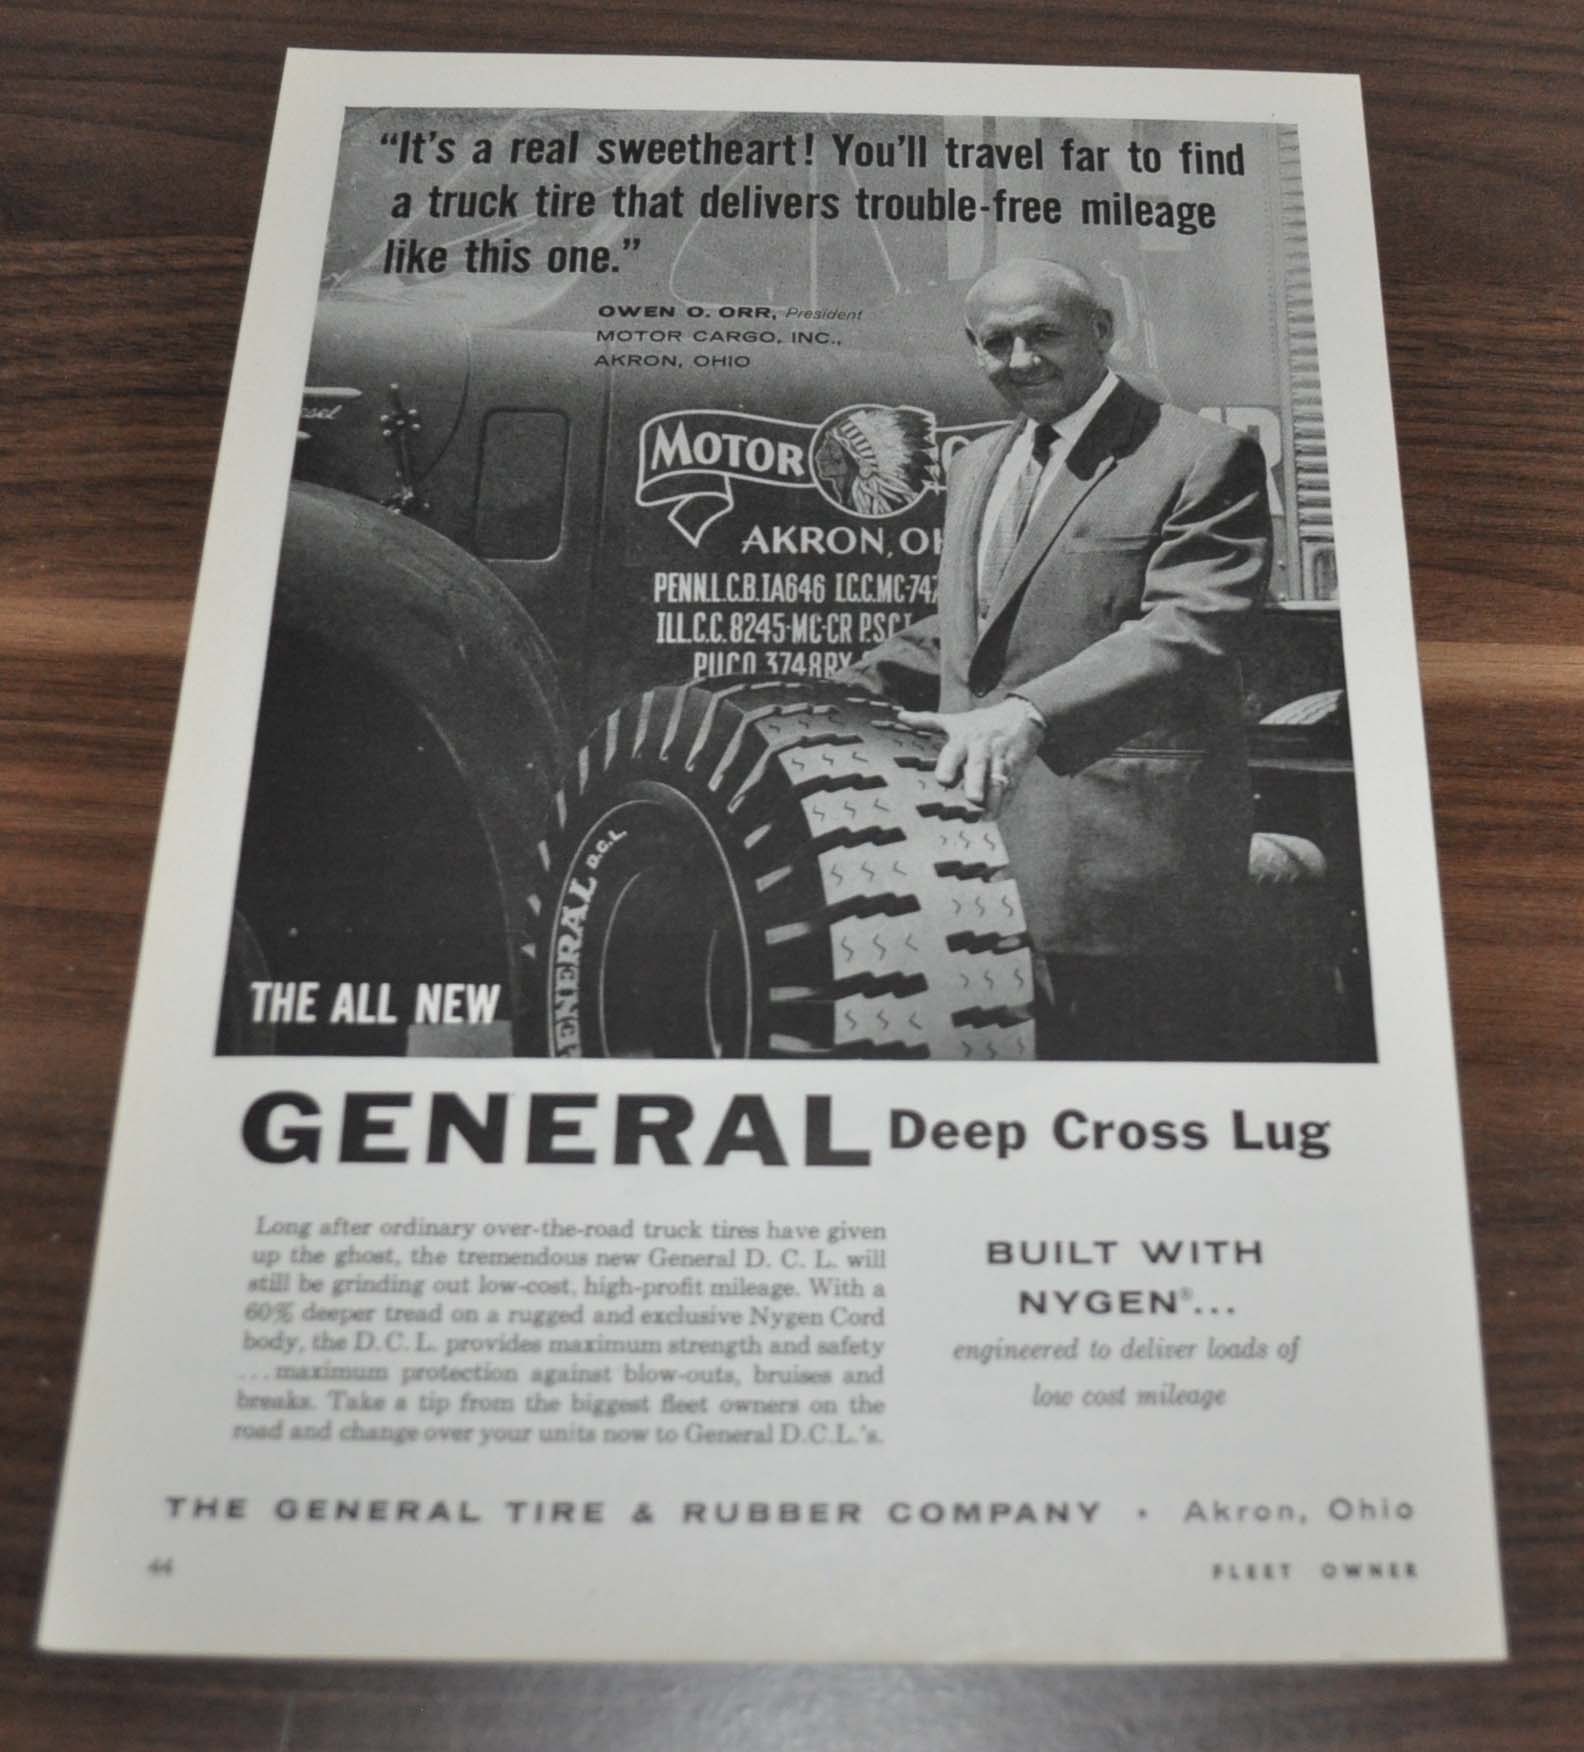 “It’s a real sweetheart! You’ll travel far to find
a truck tire that delivers trouble-free mileage
like this one.”
OWEN O. ORR, President
MOTOR CARGO, INC.,
AKRON, OHIO
MOTOR
AKRON, OH
PENN.I.C.B.IA646 I.C.C.MC-747
ILL.C.C. 8245-MC-CR P.S.C.I.
PUCO 3748RX
GENERAL D.C.L.
THE ALL NEW
GENERAL Deep Cross Lug
Long after ordinary over-the-road truck tires have given
up the ghost, the tremendous new General D. C. L. will
still be grinding out low-cost, high-profit mileage. With a
60% deeper tread on a rugged and exclusive Nygen Cord
body, the D. C. L. provides maximum strength and safety
...maximum protection against blow-outs, bruises and
breaks. Take a tip from the biggest fleet owners on the
road and change over your units now to General D.C.L.’s.
BUILT WITH
NYGEN®...
engineered to deliver loads of
low cost mileage
THE GENERAL TIRE & RUBBER COMPANY • Akron, Ohio
44
FLEET OWNER